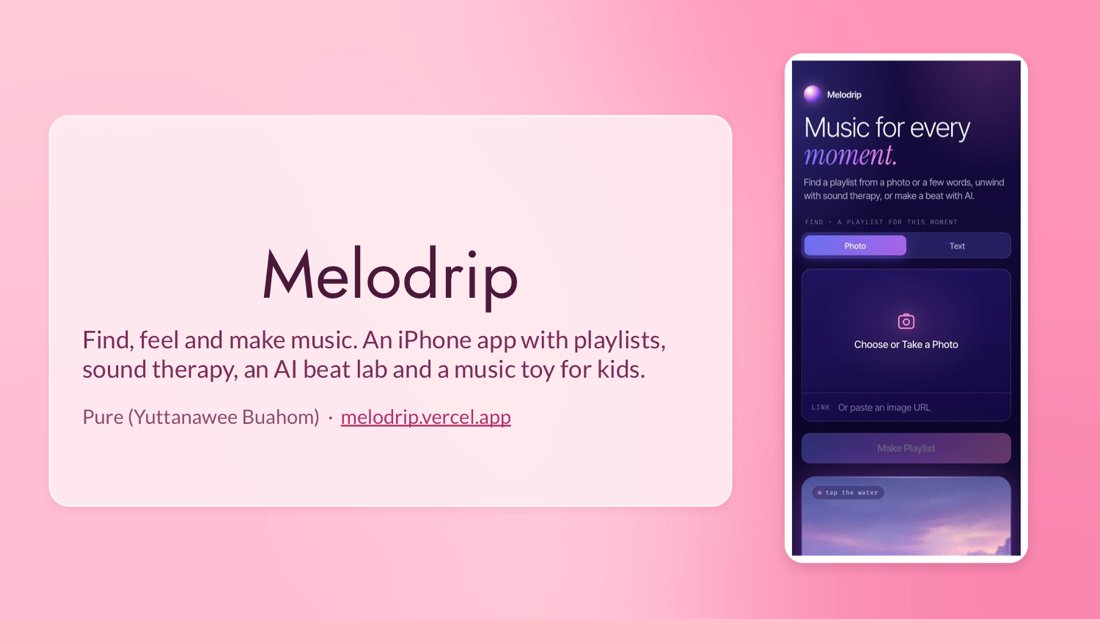 Melodrip
Find, feel and make music. An iPhone app with playlists,
sound therapy, an AI beat lab and a music toy for kids.
Pure (Yuttanawee Buahom) · melodrip.vercel.app
Melodrip
Music for every
moment.
Find a playlist from a photo or a few words, unwind
with sound therapy, or make a beat with AI.
FIND · A PLAYLIST FOR THIS MOMENT
Photo
Text
Choose or Take a Photo
LINK Or paste an image URL
Make Playlist
tap the water